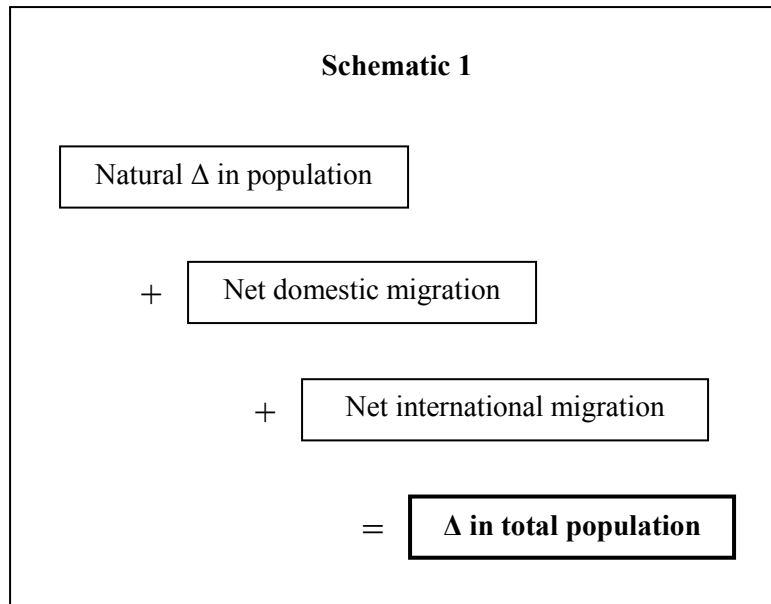 Schematic 1
Natural Δ in population
+ Net domestic migration
+ Net international migration
= Δ in total population